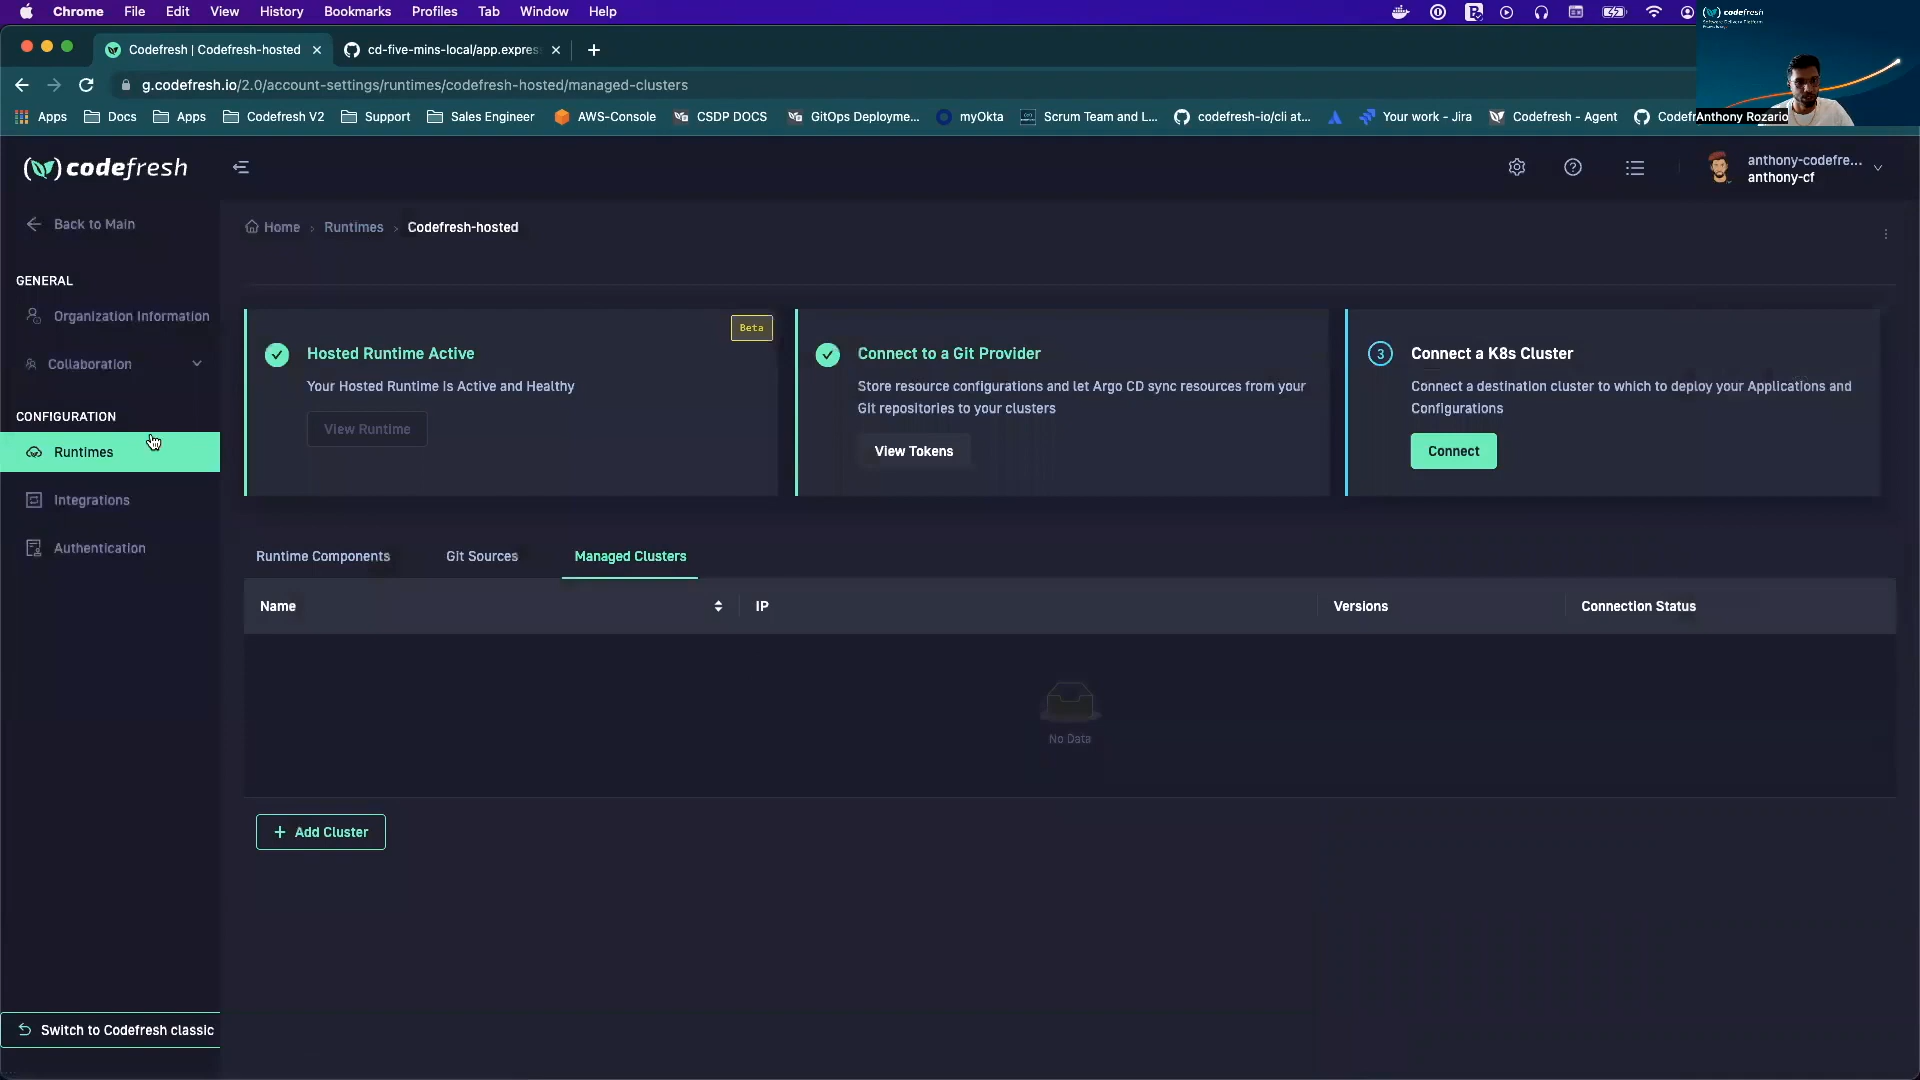 Chrome File Edit View History Bookmarks Profiles Tab Window Help
codefresh
Codefresh | Codefresh-hosted
cd-five-mins-local/app.expres
g.codefresh.io/2.0/account-settings/runtimes/codefresh-hosted/managed-clusters
Apps Docs Apps Codefresh V2 Support Sales Engineer AWS-Console CSDP DOCS GitOps Deployme... myOkta Scrum Team and L... codefresh-io/cli at... Your work - Jira Codefresh - Agent Codefr
Anthony Rozario
codefresh
anthony-codefre...
anthony-cf
Back to Main
GENERAL
Organization Information
Collaboration
CONFIGURATION
Runtimes
Integrations
Authentication
Switch to Codefresh classic
Home > Runtimes > Codefresh-hosted
Beta
Hosted Runtime Active
Your Hosted Runtime Is Active and Healthy
View Runtime
Connect to a Git Provider
Store resource configurations and let Argo CD sync resources from your
Git repositories to your clusters
View Tokens
3 Connect a K8s Cluster
Connect a destination cluster to which to deploy your Applications and
Configurations
Connect
Runtime Components Git Sources Managed Clusters
Name IP Versions Connection Status
No Data
+ Add Cluster